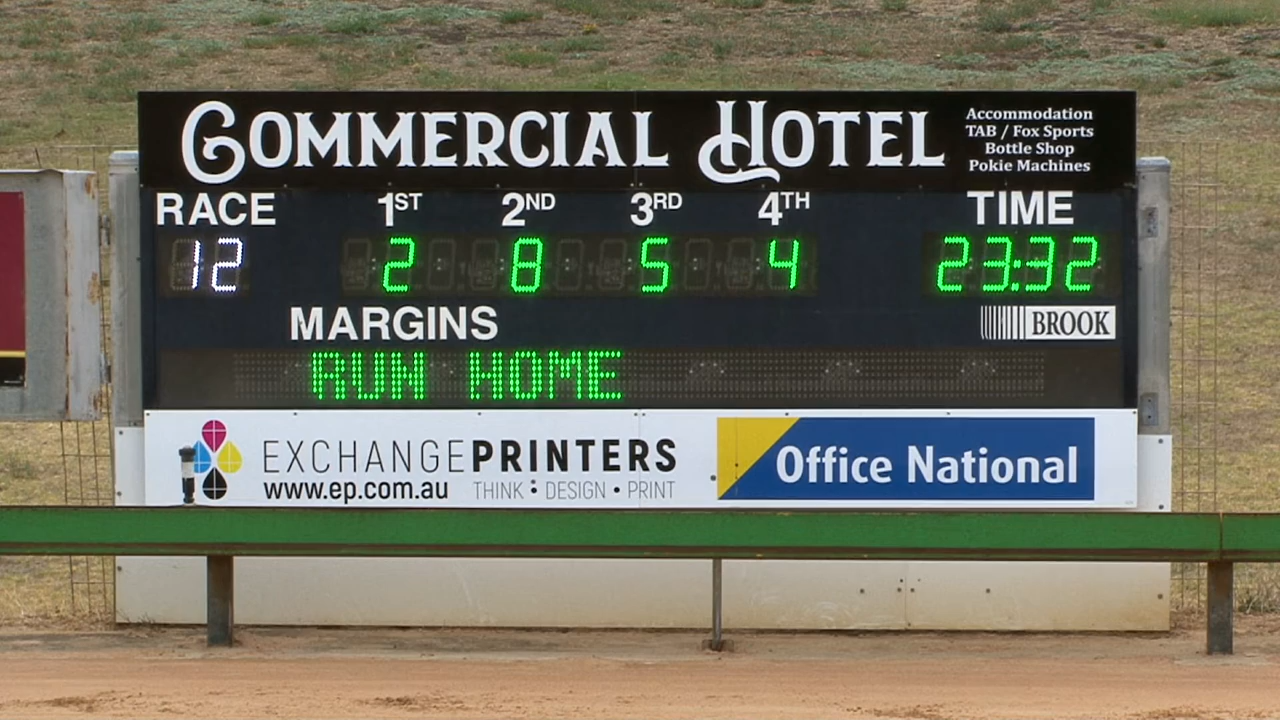 COMMERCIAL HOTEL
Accommodation
TAB / Fox Sports
Bottle Shop
Pokie Machines
RACE 1ST 2ND 3RD 4TH TIME
12 2 8 5 4 23:32
MARGINS
BROOK
RUN HOME
EXCHANGEPRINTERS
www.ep.com.au THINK • DESIGN • PRINT
Office National